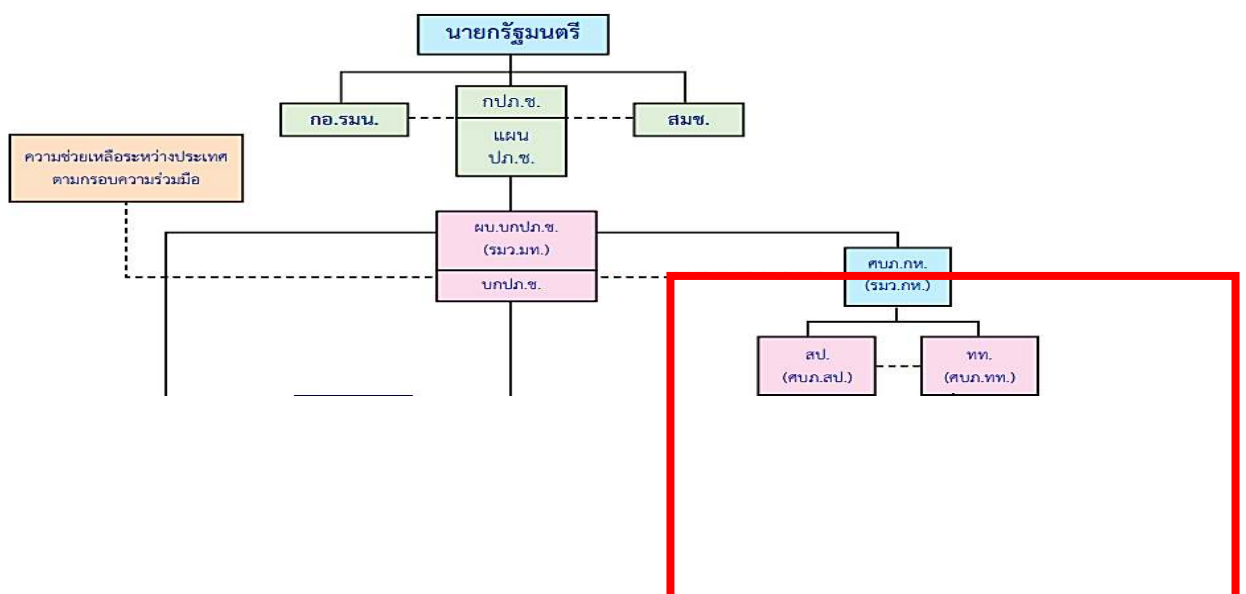 นายกรัฐมนตรี
กอ.รมน.
กปภ.ช.
สมช.
แผน
ปภ.ช.
ความช่วยเหลือระหว่างประเทศ
ตามกรอบความร่วมมือ
ผบ.บกปภ.ช.
(รมว.มท.)
บกปภ.ช.
ศบภ.กห.
(รมว.กห.)
สป.
(ศบภ.สป.)
ทท.
(ศบภ.ทท.)